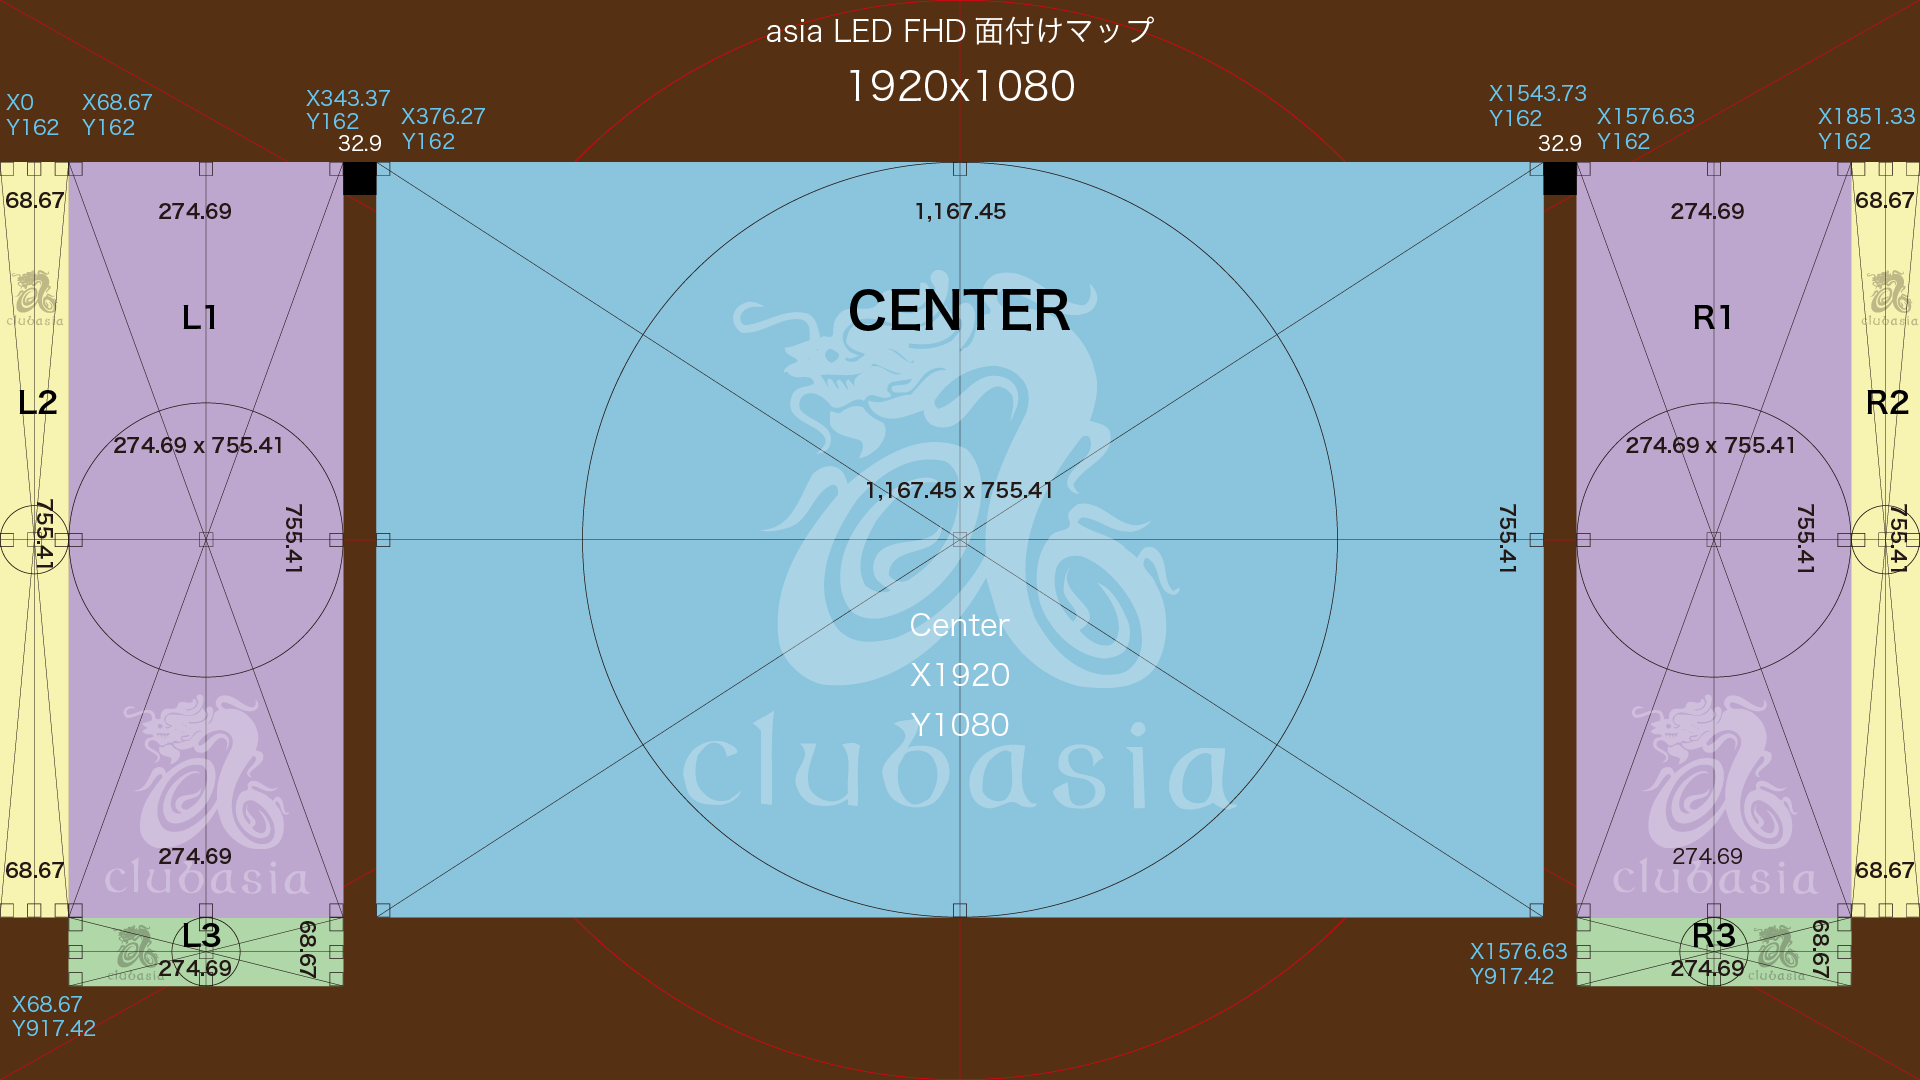 asia LED FHD 面付けマップ
1920x1080
X0
Y162
X68.67
Y162
X343.37
Y162
32.9
X376.27
Y162
X1543.73
Y162
32.9
X1576.63
Y162
X1851.33
Y162
68.67
274.69
1,167.45
274.69
68.67
clubasia
L1
CENTER
R1
clubasia
L2
R2
274.69 x 755.41
1,167.45 x 755.41
274.69 x 755.41
755.41
755.41
755.41
755.41
755.41
Center
X1920
Y1080
clubasia
68.67
274.69
clubasia
274.69
clubasia
68.67
L3
68.67
274.69
clubasia
X1576.63
Y917.42
R3
68.67
274.69
clubasia
X68.67
Y917.42